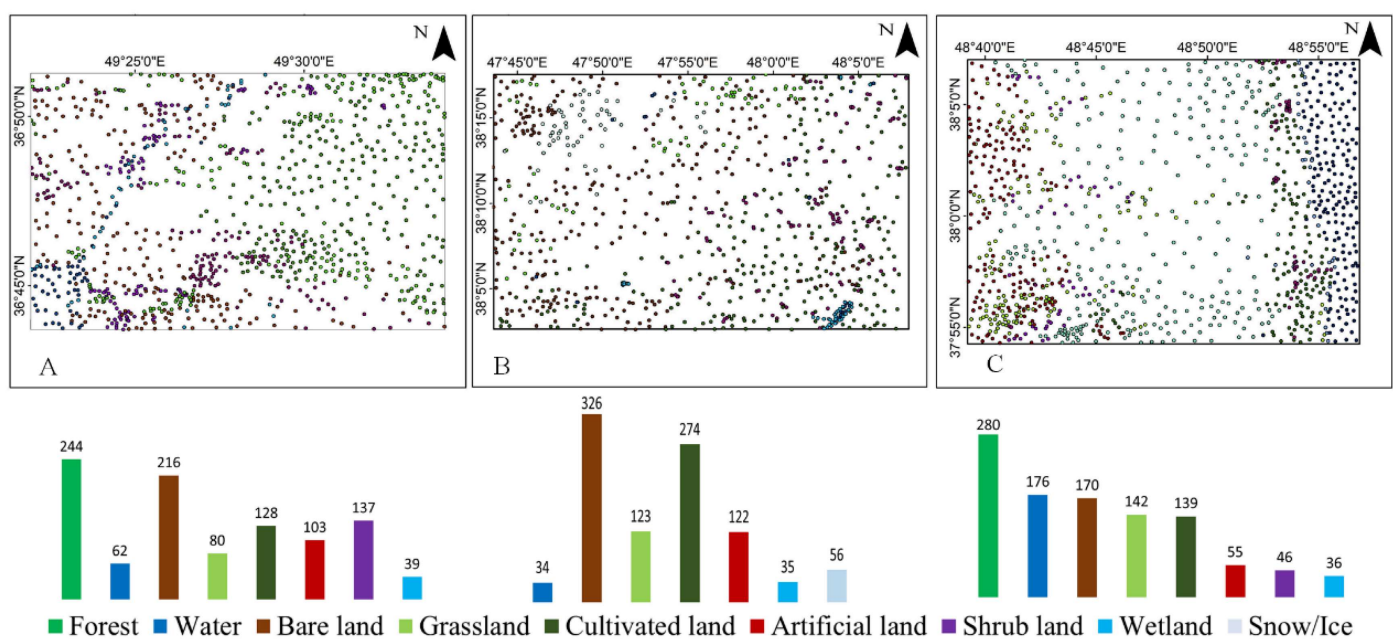 N
49°25'0"E 49°30'0"E
36°50'0"N
36°45'0"N
A
N
47°45'0"E 47°50'0"E 47°55'0"E 48°0'0"E 48°5'0"E
38°15'0"N
38°10'0"N
38°5'0"N
B
N
48°40'0"E 48°45'0"E 48°50'0"E 48°55'0"E
38°5'0"N
38°0'0"N
37°55'0"N
C
244 62 216 80 128 103 137 39
34 326 123 274 122 35 56
280 176 170 142 139 55 46 36
Forest Water Bare land Grassland Cultivated land Artificial land Shrub land Wetland Snow/Ice